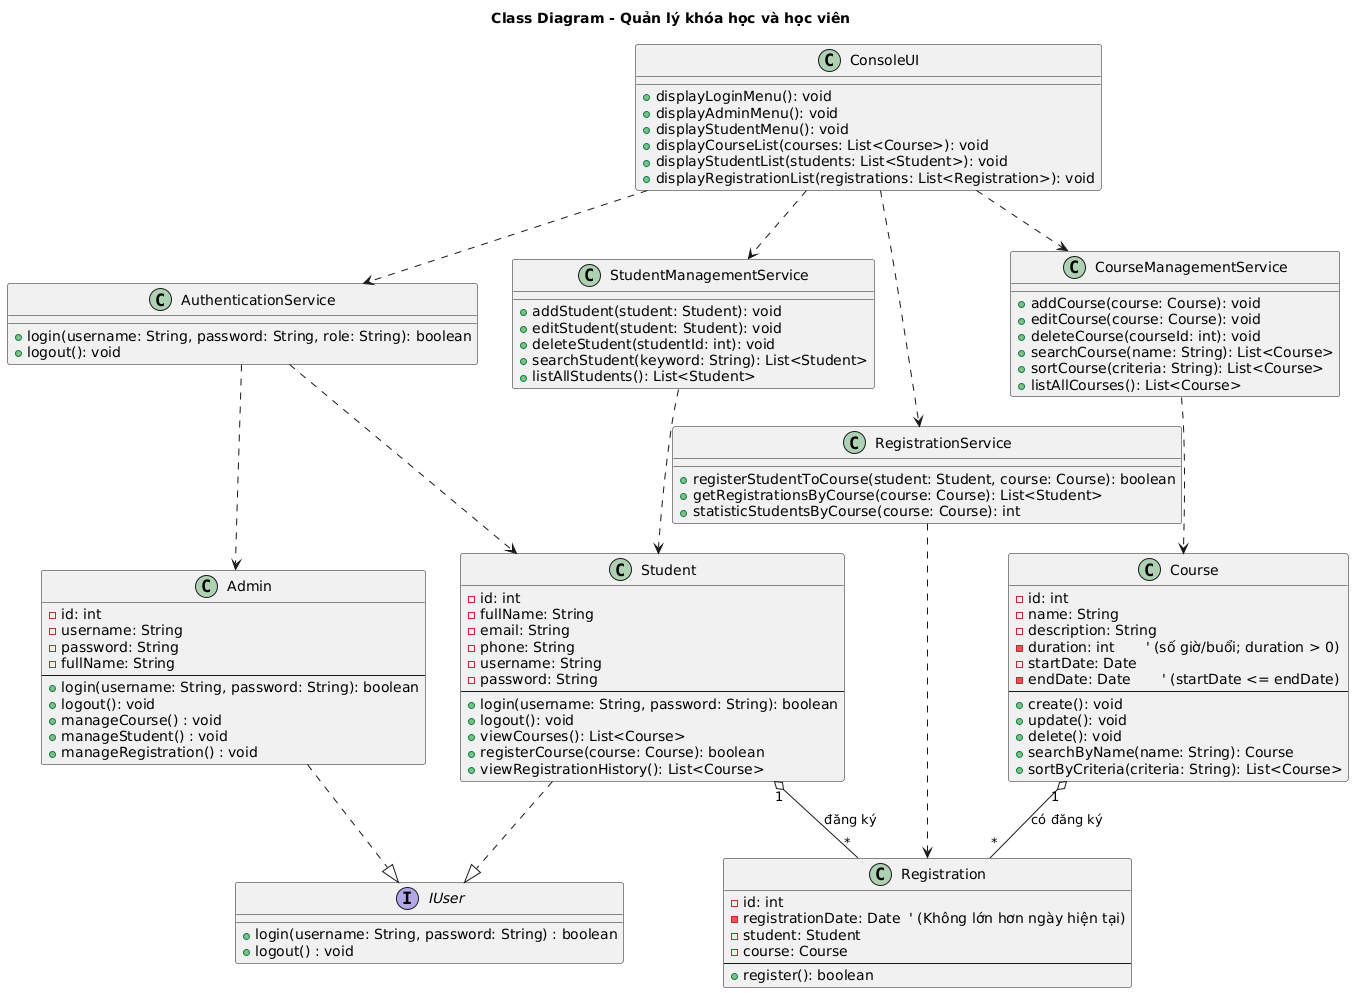 Class Diagram - Quản lý khóa học và học viên
C ConsoleUI
displayLoginMenu(): void
displayAdminMenu(): void
displayStudentMenu(): void
displayCourseList(courses: List<Course>): void
displayStudentList(students: List<Student>): void
displayRegistrationList(registrations: List<Registration>): void
C AuthenticationService
login(username: String, password: String, role: String): boolean
logout(): void
C StudentManagementService
addStudent(student: Student): void
editStudent(student: Student): void
deleteStudent(studentId: int): void
searchStudent(keyword: String): List<Student>
listAllStudents(): List<Student>
C CourseManagementService
addCourse(course: Course): void
editCourse(course: Course): void
deleteCourse(courseId: int): void
searchCourse(name: String): List<Course>
sortCourse(criteria: String): List<Course>
listAllCourses(): List<Course>
C RegistrationService
registerStudentToCourse(student: Student, course: Course): boolean
getRegistrationsByCourse(course: Course): List<Student>
statisticStudentsByCourse(course: Course): int
C Admin
id: int
username: String
password: String
fullName: String
login(username: String, password: String): boolean
logout(): void
manageCourse() : void
manageStudent() : void
manageRegistration() : void
C Student
id: int
fullName: String
email: String
phone: String
username: String
password: String
login(username: String, password: String): boolean
logout(): void
viewCourses(): List<Course>
registerCourse(course: Course): boolean
viewRegistrationHistory(): List<Course>
C Course
id: int
name: String
description: String
duration: int ' (số giờ/buổi; duration > 0)
startDate: Date
endDate: Date ' (startDate <= endDate)
create(): void
update(): void
delete(): void
searchByName(name: String): Course
sortByCriteria(criteria: String): List<Course>
1
đăng ký
*
1
có đăng ký
*
I IUser
login(username: String, password: String) : boolean
logout() : void
C Registration
id: int
registrationDate: Date ' (Không lớn hơn ngày hiện tại)
student: Student
course: Course
register(): boolean